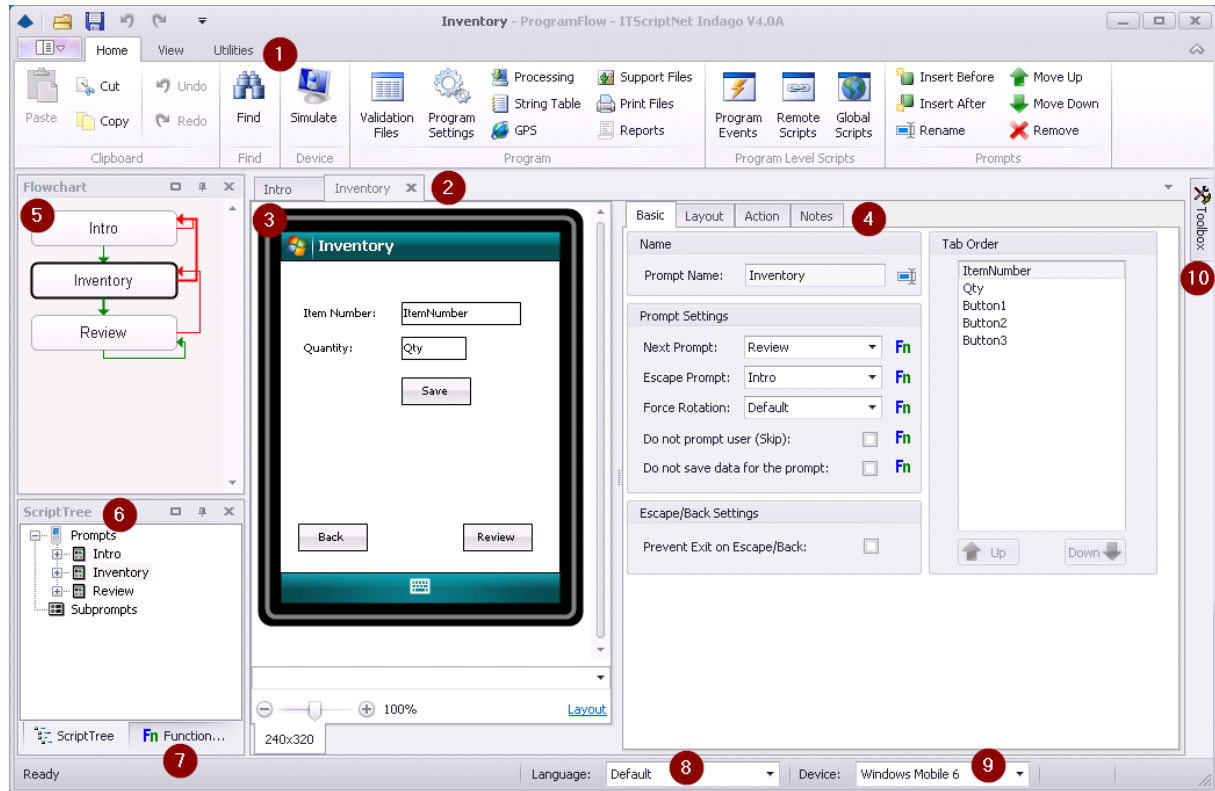 Inventory - ProgramFlow - ITScriptNet Indago V4.0A
Home View Utilities
1
Paste
Cut
Copy
Undo
Redo
Find
Simulate
Validation
Files
Program
Settings
Processing
String Table
GPS
Support Files
Print Files
Reports
Program
Events
Remote
Scripts
Global
Scripts
Insert Before
Insert After
Rename
Move Up
Move Down
Remove
Clipboard
Find
Device
Program
Program Level Scripts
Prompts
Flowchart
5
Intro
Inventory
Review
ScriptTree
6
Prompts
Intro
Inventory
Review
Subprompts
ScriptTree
Fn Function...
7
Intro
Inventory
2
3
Inventory
Item Number: ItemNumber
Quantity: Qty
Save
Back
Review
100%
Layout
240x320
Basic Layout Action Notes
4
Name
Prompt Name: Inventory
Prompt Settings
Next Prompt: Review Fn
Escape Prompt: Intro Fn
Force Rotation: Default Fn
Do not prompt user (Skip): Fn
Do not save data for the prompt: Fn
Escape/Back Settings
Prevent Exit on Escape/Back:
Tab Order
ItemNumber
Qty
Button1
Button2
Button3
Up
Down
Toolbox
10
Ready
Language: Default
8
Device: Windows Mobile 6
9